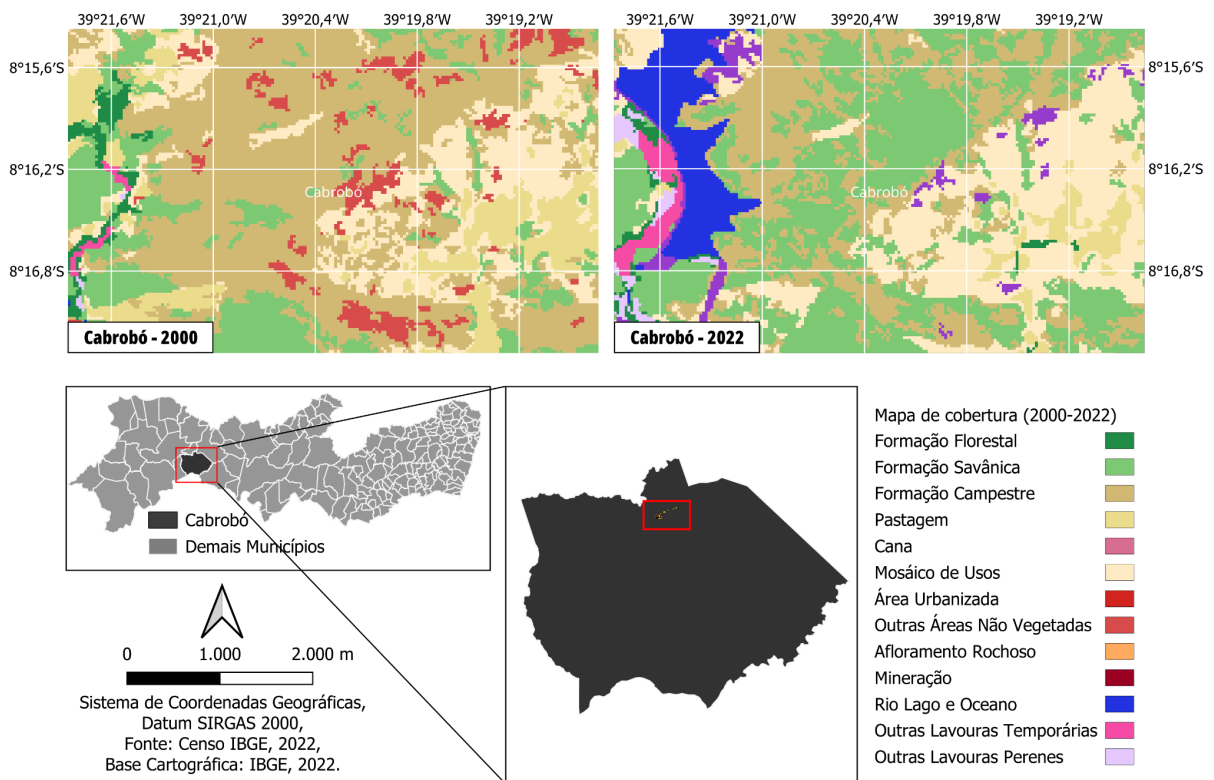 39°21,6′W 39°21,0′W 39°20,4′W 39°19,8′W 39°19,2′W 39°21,6′W 39°21,0′W 39°20,4′W 39°19,8′W 39°19,2′W
8°15,6′S 8°15,6′S
8°16,2′S 8°16,2′S
Cabrobó Cabrobó
8°16,8′S 8°16,8′S
Cabrobó - 2000 Cabrobó - 2022
Cabrobó
Demais Municípios
0 1.000 2.000 m
Sistema de Coordenadas Geográficas,
Datum SIRGAS 2000,
Fonte: Censo IBGE, 2022,
Base Cartográfica: IBGE, 2022.
Mapa de cobertura (2000-2022)
Formação Florestal
Formação Savânica
Formação Campestre
Pastagem
Cana
Mosáico de Usos
Área Urbanizada
Outras Áreas Não Vegetadas
Afloramento Rochoso
Mineração
Rio Lago e Oceano
Outras Lavouras Temporárias
Outras Lavouras Perenes